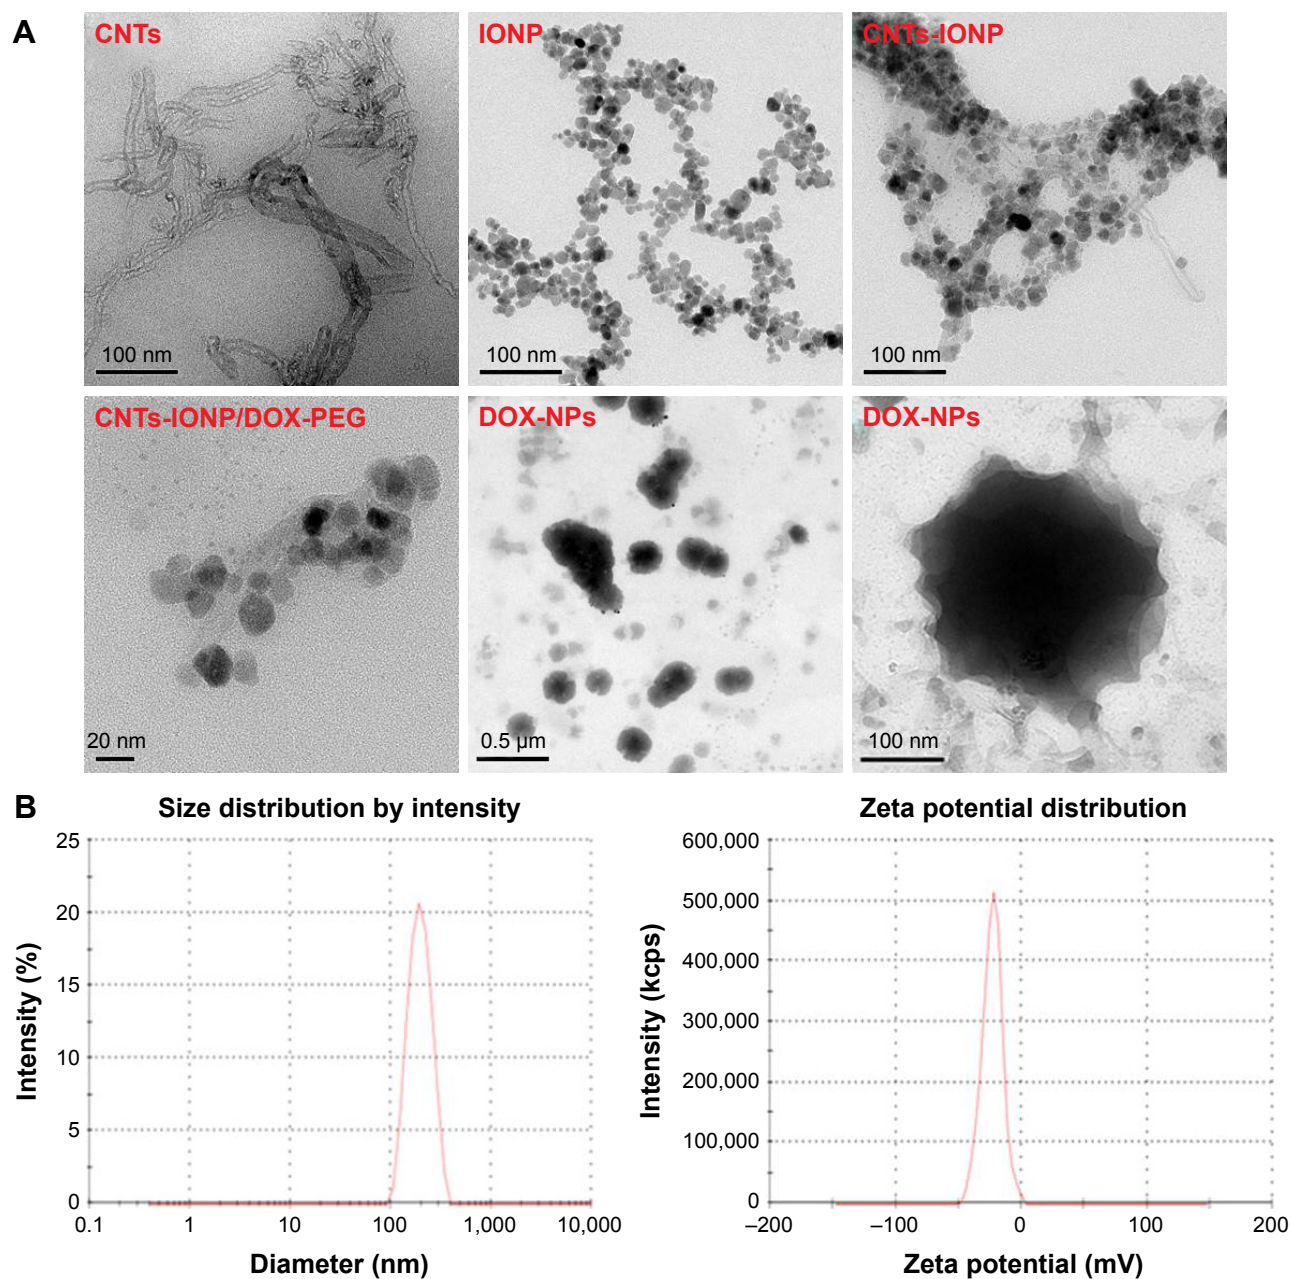 A
CNTs
IONP
CNTs-IONP
100 nm
100 nm
100 nm
CNTs-IONP/DOX-PEG
DOX-NPs
DOX-NPs
20 nm
0.5 µm
100 nm
B
Size distribution by intensity
Intensity (%)
25
20
15
10
5
0
0.1
1
10
100
1,000
10,000
Diameter (nm)
Zeta potential distribution
Intensity (kcps)
600,000
500,000
400,000
300,000
200,000
100,000
0
–200
–100
0
100
200
Zeta potential (mV)